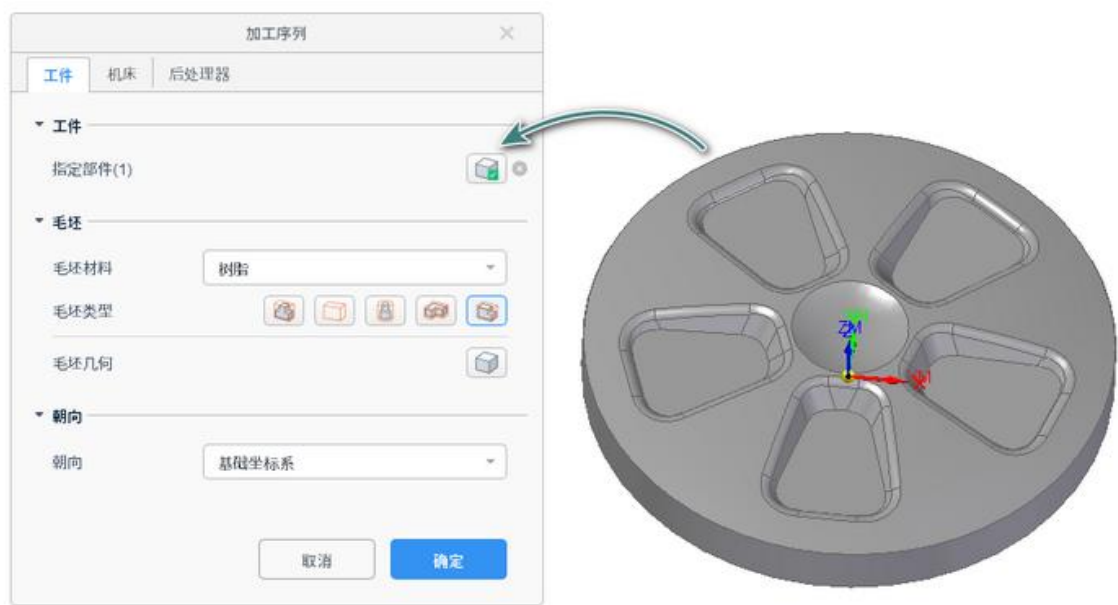 加工序列
工件 机床 后处理器
工件
指定部件(1)
毛坯
毛坯材料 树脂
毛坯类型
毛坯几何
朝向
朝向 基础坐标系
取消 确定
ZM